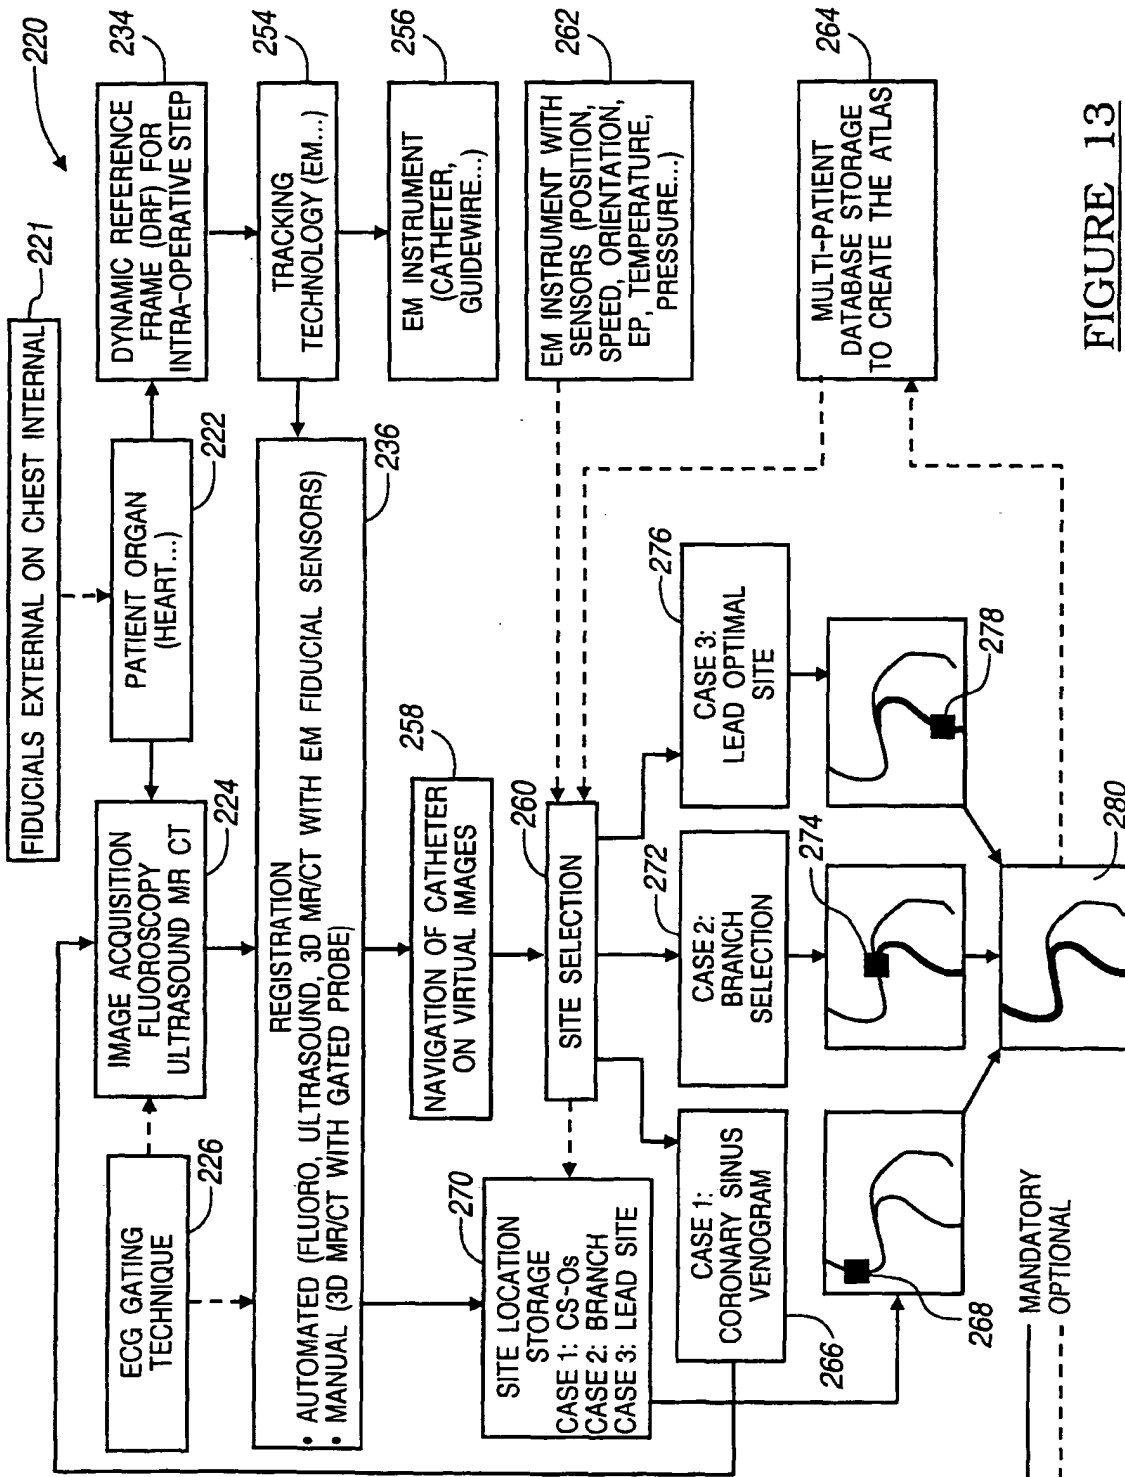 220
FIDUCIALS EXTERNAL ON CHEST INTERNAL
221
ECG GATING
TECHNIQUE
226
IMAGE ACQUISITION
FLUOROSCOPY
ULTRASOUND MR CT
224
PATIENT ORGAN
(HEART...)
222
DYNAMIC REFERENCE
FRAME (DRF) FOR
INTRA-OPERATIVE STEP
234
REGISTRATION
• AUTOMATED (FLUORO, ULTRASOUND, 3D MR/CT WITH EM FIDUCIAL SENSORS)
• MANUAL (3D MR/CT WITH GATED PROBE)
236
TRACKING
TECHNOLOGY (EM...)
254
EM INSTRUMENT
(CATHETER,
GUIDEWIRE...)
256
NAVIGATION OF CATHETER
ON VIRTUAL IMAGES
258
SITE LOCATION
STORAGE
CASE 1: CS-Os
CASE 2: BRANCH
CASE 3: LEAD SITE
270
SITE SELECTION
260
EM INSTRUMENT WITH
SENSORS (POSITION,
SPEED, ORIENTATION,
EP, TEMPERATURE,
PRESSURE...)
262
CASE 1:
CORONARY SINUS
VENOGRAM
266
CASE 2:
BRANCH
SELECTION
272
CASE 3:
LEAD OPTIMAL
SITE
276
MULTI-PATIENT
DATABASE STORAGE
TO CREATE THE ATLAS
264
268
274
278
280
MANDATORY
OPTIONAL
FIGURE 13